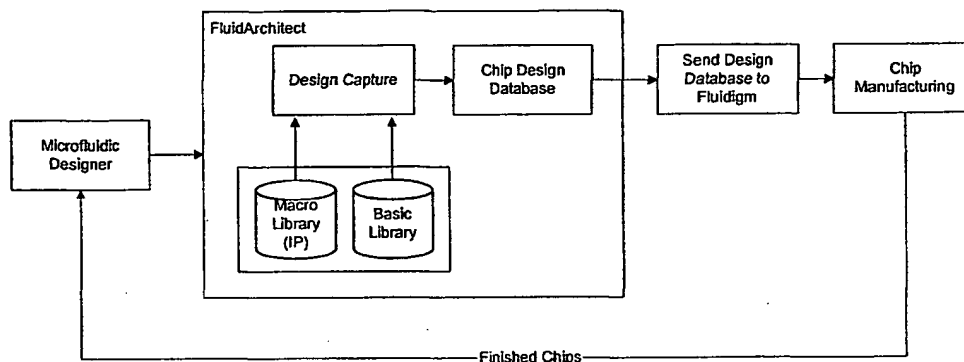 FluidArchitect
Design Capture
Chip Design
Database
Send Design
Database to
Fluidigm
Chip
Manufacturing
Microfluidic
Designer
Macro
Library
(IP)
Basic
Library
Finished Chips